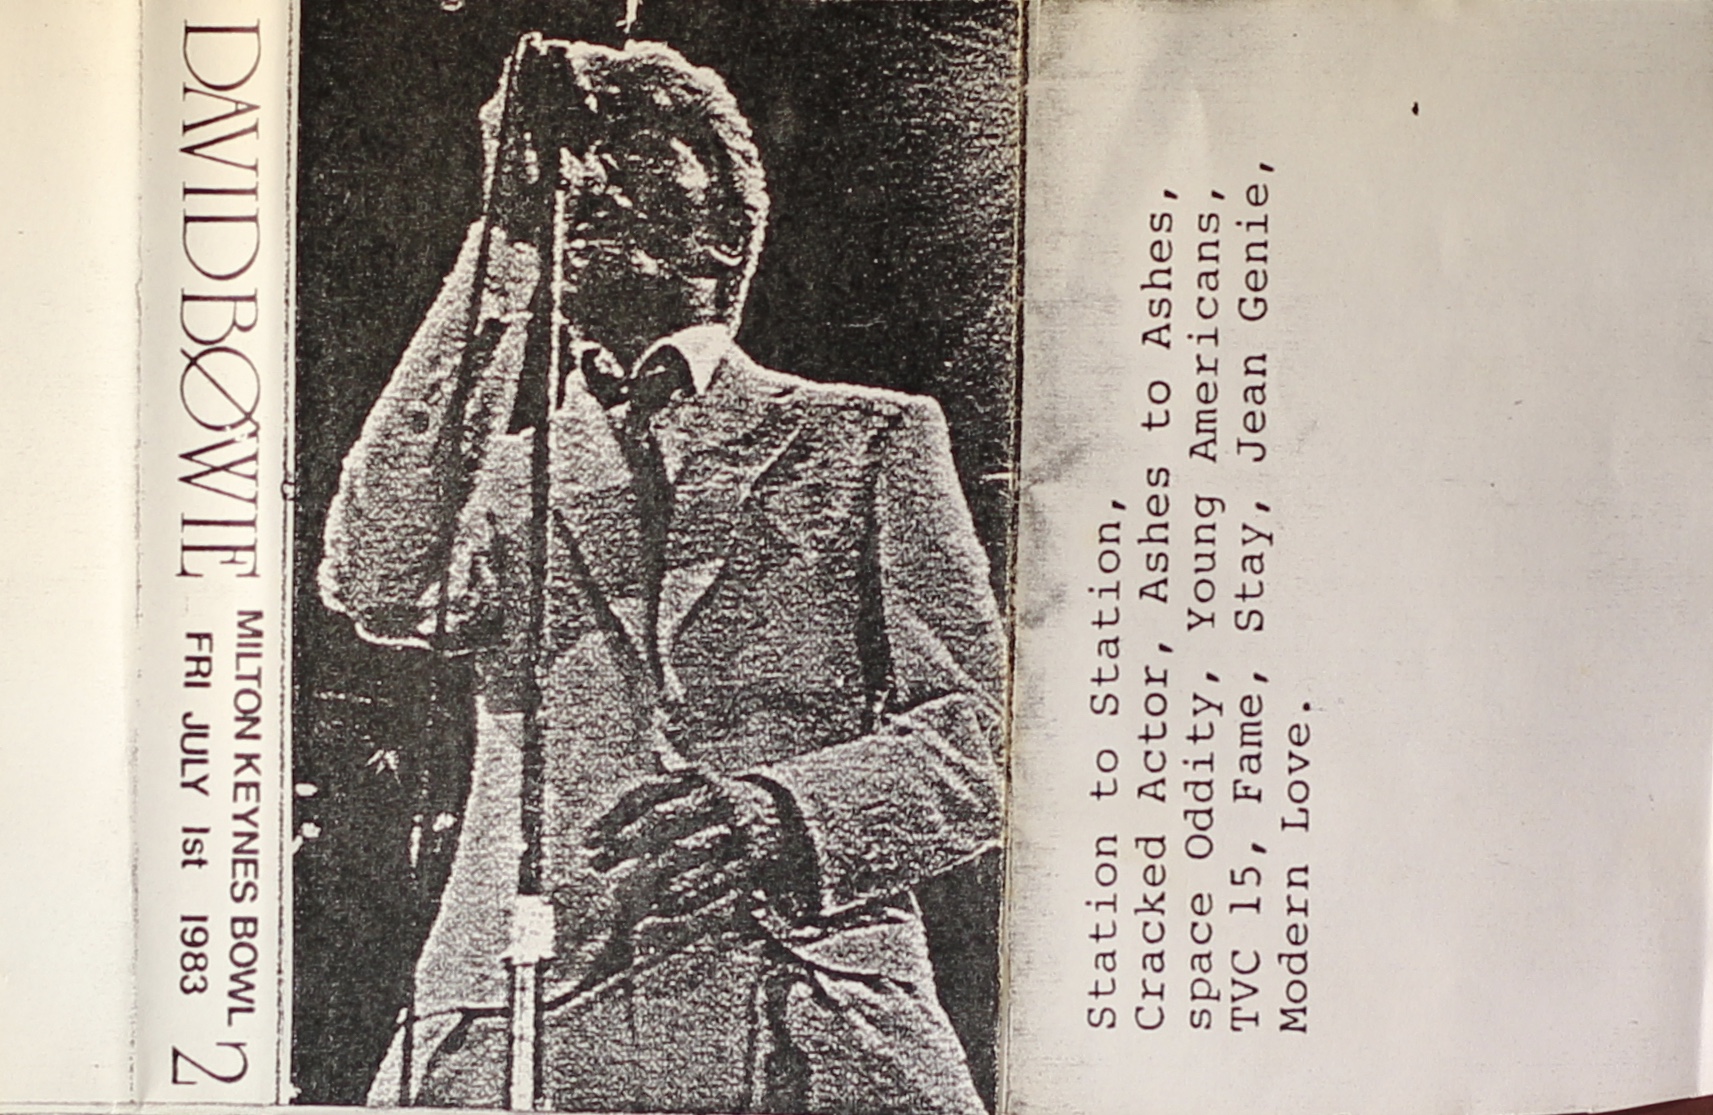 DAVID BOWIE
MILTON KEYNES BOWL
FRI JULY 1st 1983
2
Station to Station,
Cracked Actor, Ashes to Ashes,
space Oddity, Young Americans,
TVC 15, Fame, Stay, Jean Genie,
Modern Love.